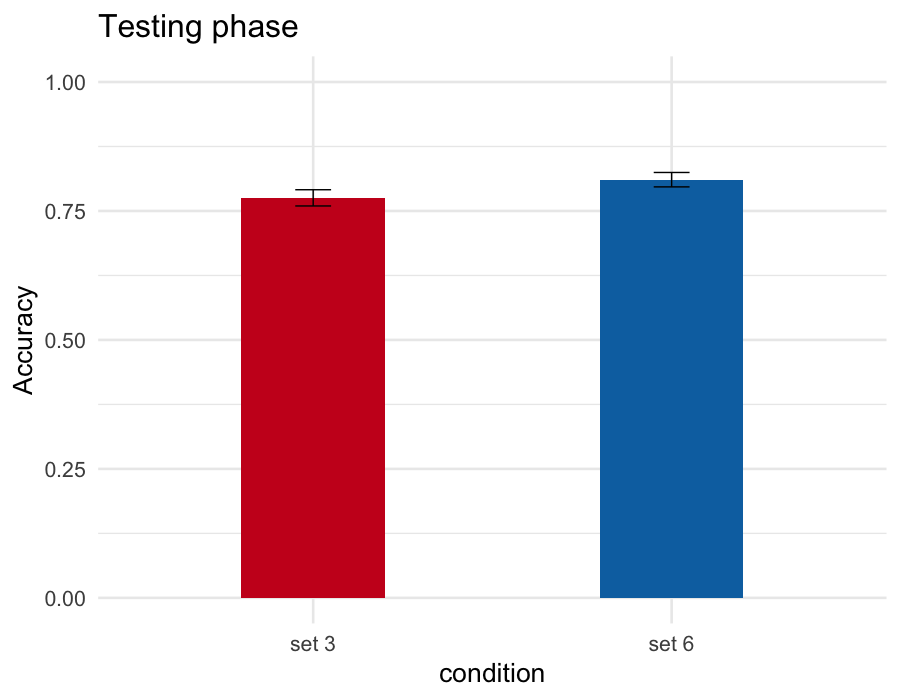 Testing phase
1.00
0.75
0.50
0.25
0.00
Accuracy
set 3
set 6
condition